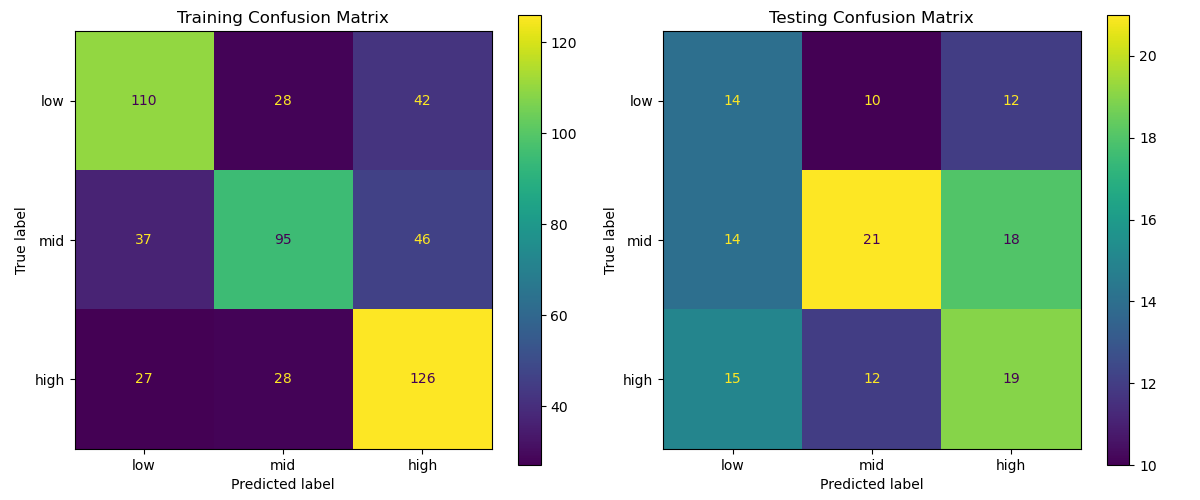 Training Confusion Matrix
low 110 28 42
mid 37 95 46
high 27 28 126
low mid high
Predicted label
True label
120
100
80
60
40
Testing Confusion Matrix
low 14 10 12
mid 14 21 18
high 15 12 19
low mid high
Predicted label
True label
20
18
16
14
12
10